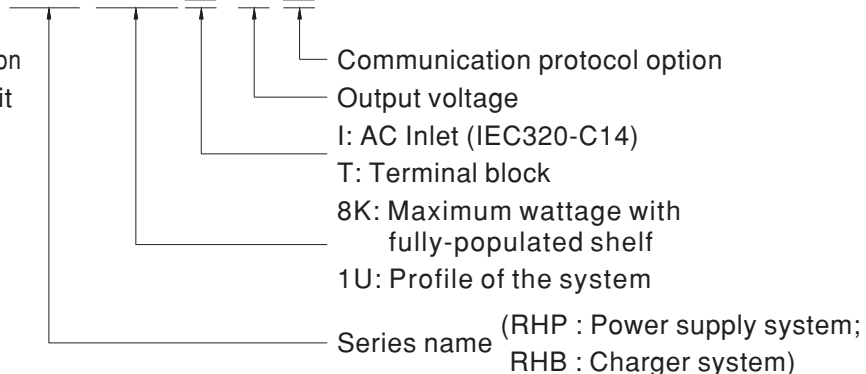 on
it
Communication protocol option
Output voltage
I: AC Inlet (IEC320-C14)
T: Terminal block
8K: Maximum wattage with
fully-populated shelf
1U: Profile of the system
Series name (RHP : Power supply system;
RHB : Charger system)